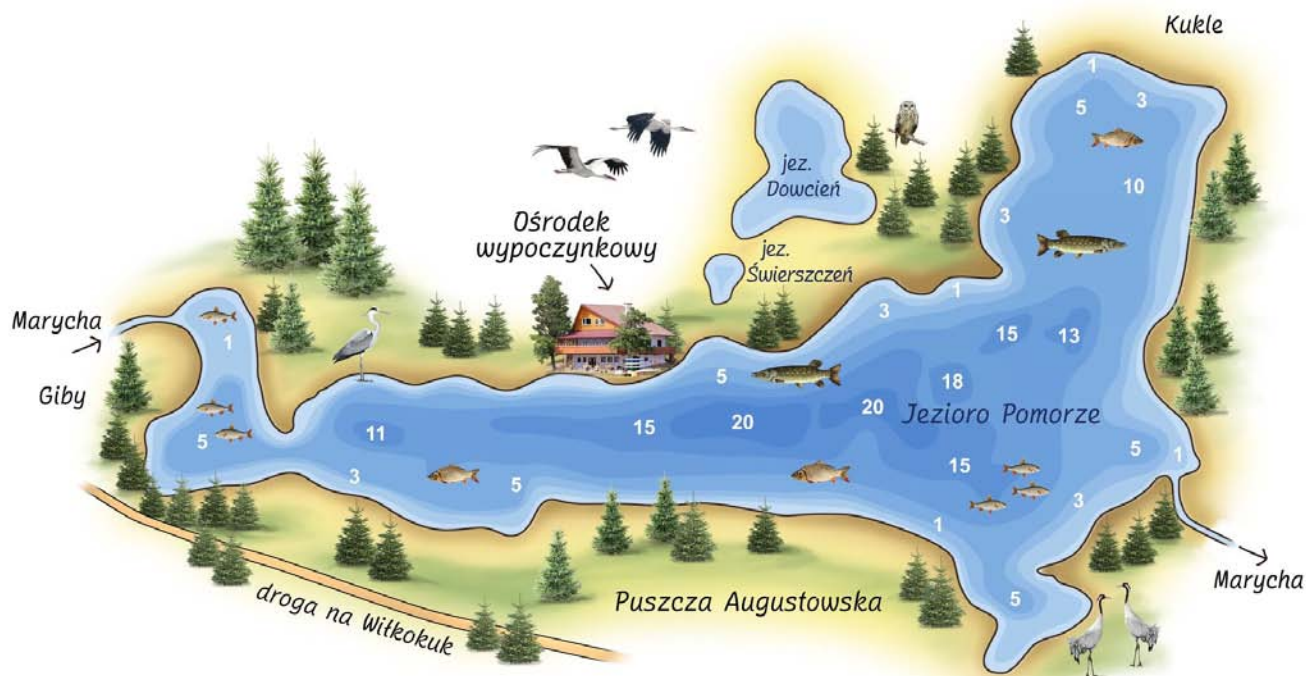 Kukle
1
5
3
jez.
Dowcień
10
3
Ośrodek
wypoczynkowy
jez.
Świerszczeń
1
3
Marycha
1
15
13
Giby
5
18
20
Jezioro Pomorze
5
11
15
20
5
1
3
5
15
3
1
droga na Wiłkokuk
Puszcza Augustowska
5
Marycha